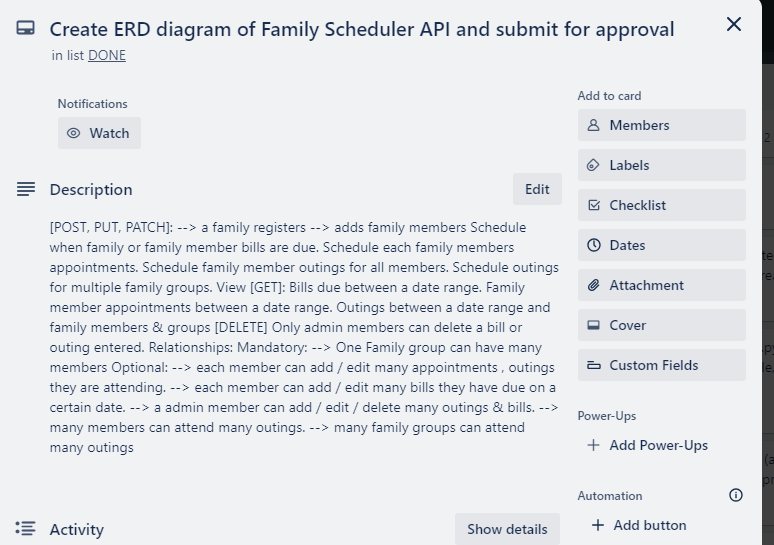 Create ERD diagram of Family Scheduler API and submit for approval
in list DONE
Notifications
Watch
Description
Edit
[POST, PUT, PATCH]: --> a family registers --> adds family members Schedule
when family or family member bills are due. Schedule each family members
appointments. Schedule family member outings for all members. Schedule outings
for multiple family groups. View [GET]: Bills due between a date range. Family
member appointments between a date range. Outings between a date range and
family members & groups [DELETE] Only admin members can delete a bill or
outing entered. Relationships: Mandatory: --> One Family group can have many
members Optional: --> each member can add / edit many appointments , outings
they are attending. --> each member can add / edit many bills they have due on a
certain date. --> a admin member can add / edit / delete many outings & bills. -->
many members can attend many outings. --> many family groups can attend
many outings
Activity
Show details
Add to card
Members
Labels
Checklist
Dates
Attachment
Cover
Custom Fields
Power-Ups
Add Power-Ups
Automation
Add button